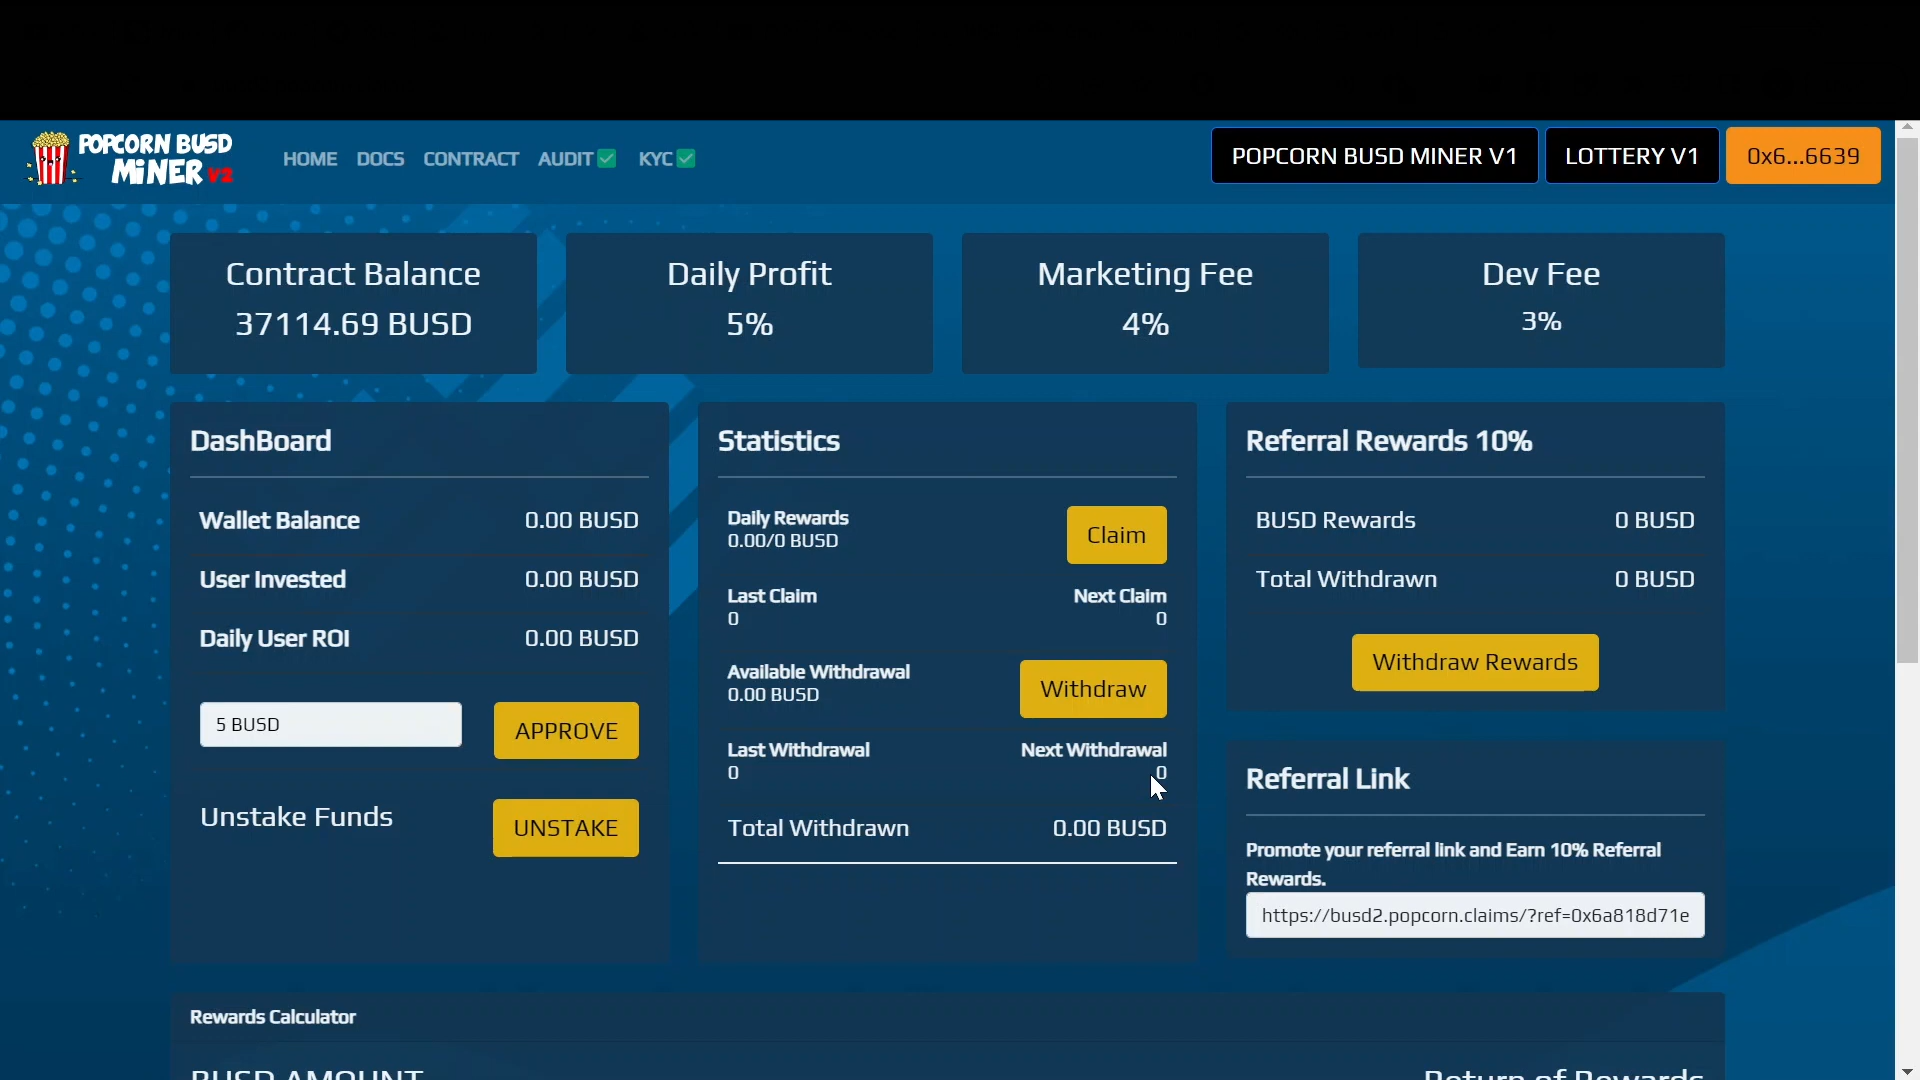 POPCORN BUSD
MINER V2
HOME DOCS CONTRACT AUDIT KYC
POPCORN BUSD MINER V1 LOTTERY V1 0x6...6639
Contract Balance
37114.69 BUSD
Daily Profit
5%
Marketing Fee
4%
Dev Fee
3%
DashBoard
Wallet Balance 0.00 BUSD
User Invested 0.00 BUSD
Daily User ROI 0.00 BUSD
5 BUSD APPROVE
Unstake Funds UNSTAKE
Statistics
Daily Rewards
0.00/0 BUSD
Claim
Last Claim Next Claim
0 0
Available Withdrawal
0.00 BUSD
Withdraw
Last Withdrawal Next Withdrawal
0 0
Total Withdrawn 0.00 BUSD
Referral Rewards 10%
BUSD Rewards 0 BUSD
Total Withdrawn 0 BUSD
Withdraw Rewards
Referral Link
Promote your referral link and Earn 10% Referral
Rewards.
https://busd2.popcorn.claims/?ref=0x6a818d71e
Rewards Calculator
BUSD AMOUNT Return of Rewards